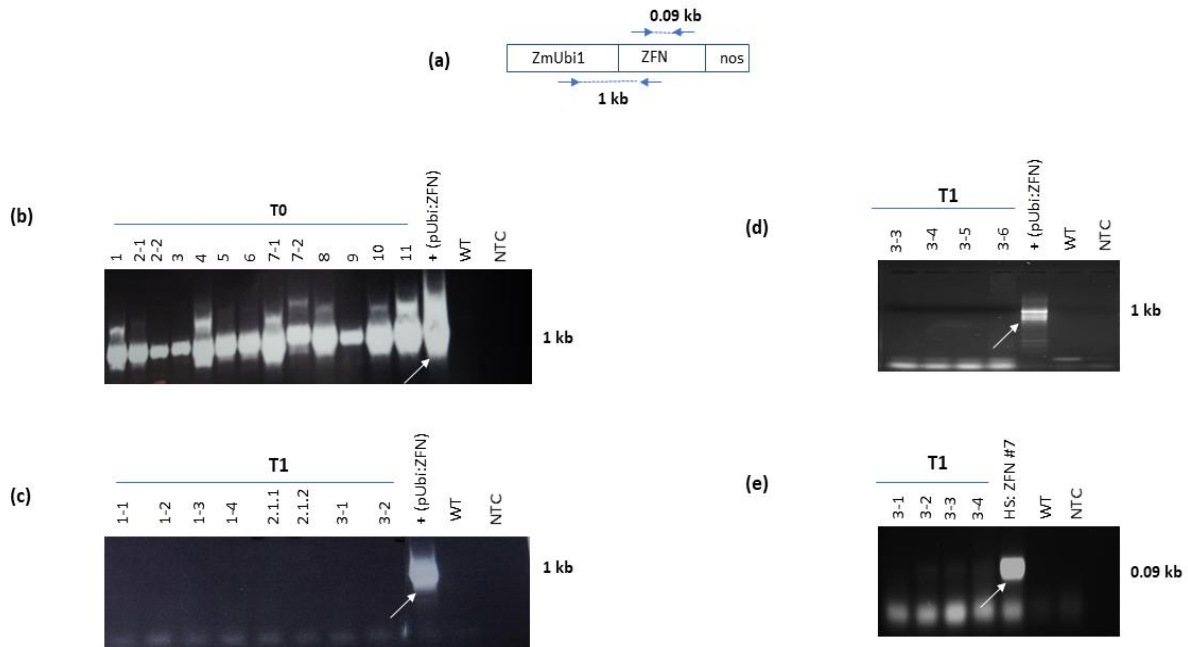 (a)
0.09 kb
ZmUbi1 ZFN nos
1 kb
(b)
T0
1 2-1 2-2 3 4 5 6 7-1 7-2 8 9 10 11 + (pUbi:ZFN) WT NTC
1 kb
(c)
T1
1-1 1-2 1-3 1-4 2.1.1 2.1.2 3-1 3-2 + (pUbi:ZFN) WT NTC
1 kb
(d)
T1
3-3 3-4 3-5 3-6 + (pUbi:ZFN) WT NTC
1 kb
(e)
T1
3-1 3-2 3-3 3-4 HS: ZFN #7 WT NTC
0.09 kb